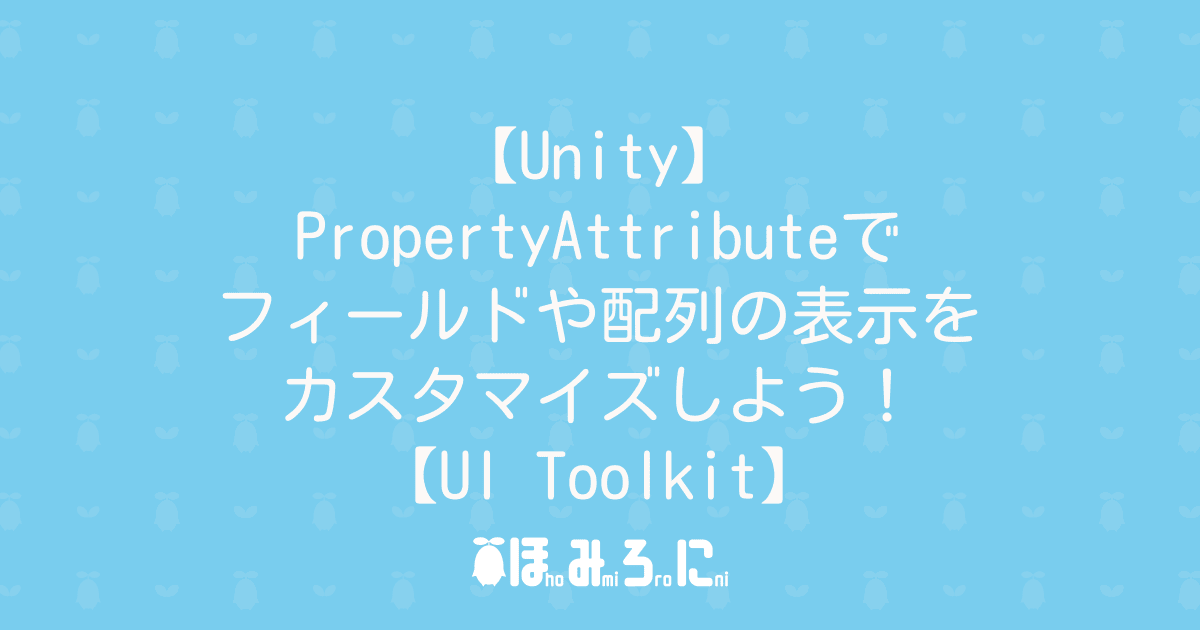 【Unity】
PropertyAttributeで
フィールドや配列の表示を
カスタマイズしよう！
【UI Toolkit】
ほhoみmiろroにni